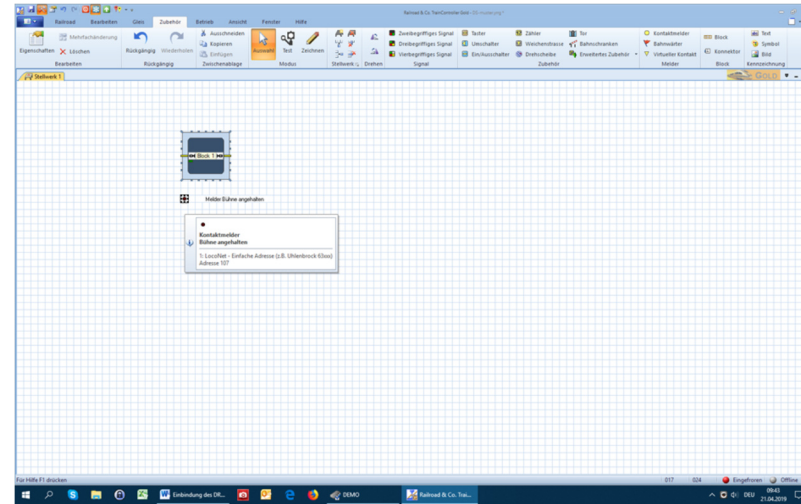 Railroad & Co. TrainController Gold
Railroad Bearbeiten Gleis Zubehör Betrieb Ansicht Fenster Hilfe
Eigenschaften
Mehrfachänderung
Löschen
Bearbeiten
Rückgängig Wiederholen
Rückgängig
Ausschneiden
Kopieren
Einfügen
Zwischenablage
Auswahl Test Zeichnen
Modus
Stellwerk
Drehen
Zweibegriffiges Signal
Dreibegriffiges Signal
Vierbegriffiges Signal
Signal
Taster
Umschalter
Ein/Ausschalter
Zähler
Weichenstrasse
Drehscheibe
Tor
Bahnschranken
Erweitertes Zubehör
Zubehör
Kontaktmelder
Bahnwärter
Virtueller Kontakt
Melder
Block
Konnektor
Block
Text
Symbol
Bild
Kennzeichnung
Stellwerk 1
GOLD
Block 1
Melder Bühne angehalten
Kontaktmelder
Bühne angehalten
1: LocoNet - Einfache Adresse (z.B. Uhlenbrock 63xxx)
Adresse 107
Für Hilfe F1 drücken
017 024 Eingefroren Offline
Einbindung des DR... DEMO Railroad & Co. Trai... DEU 09:43
21.04.2019